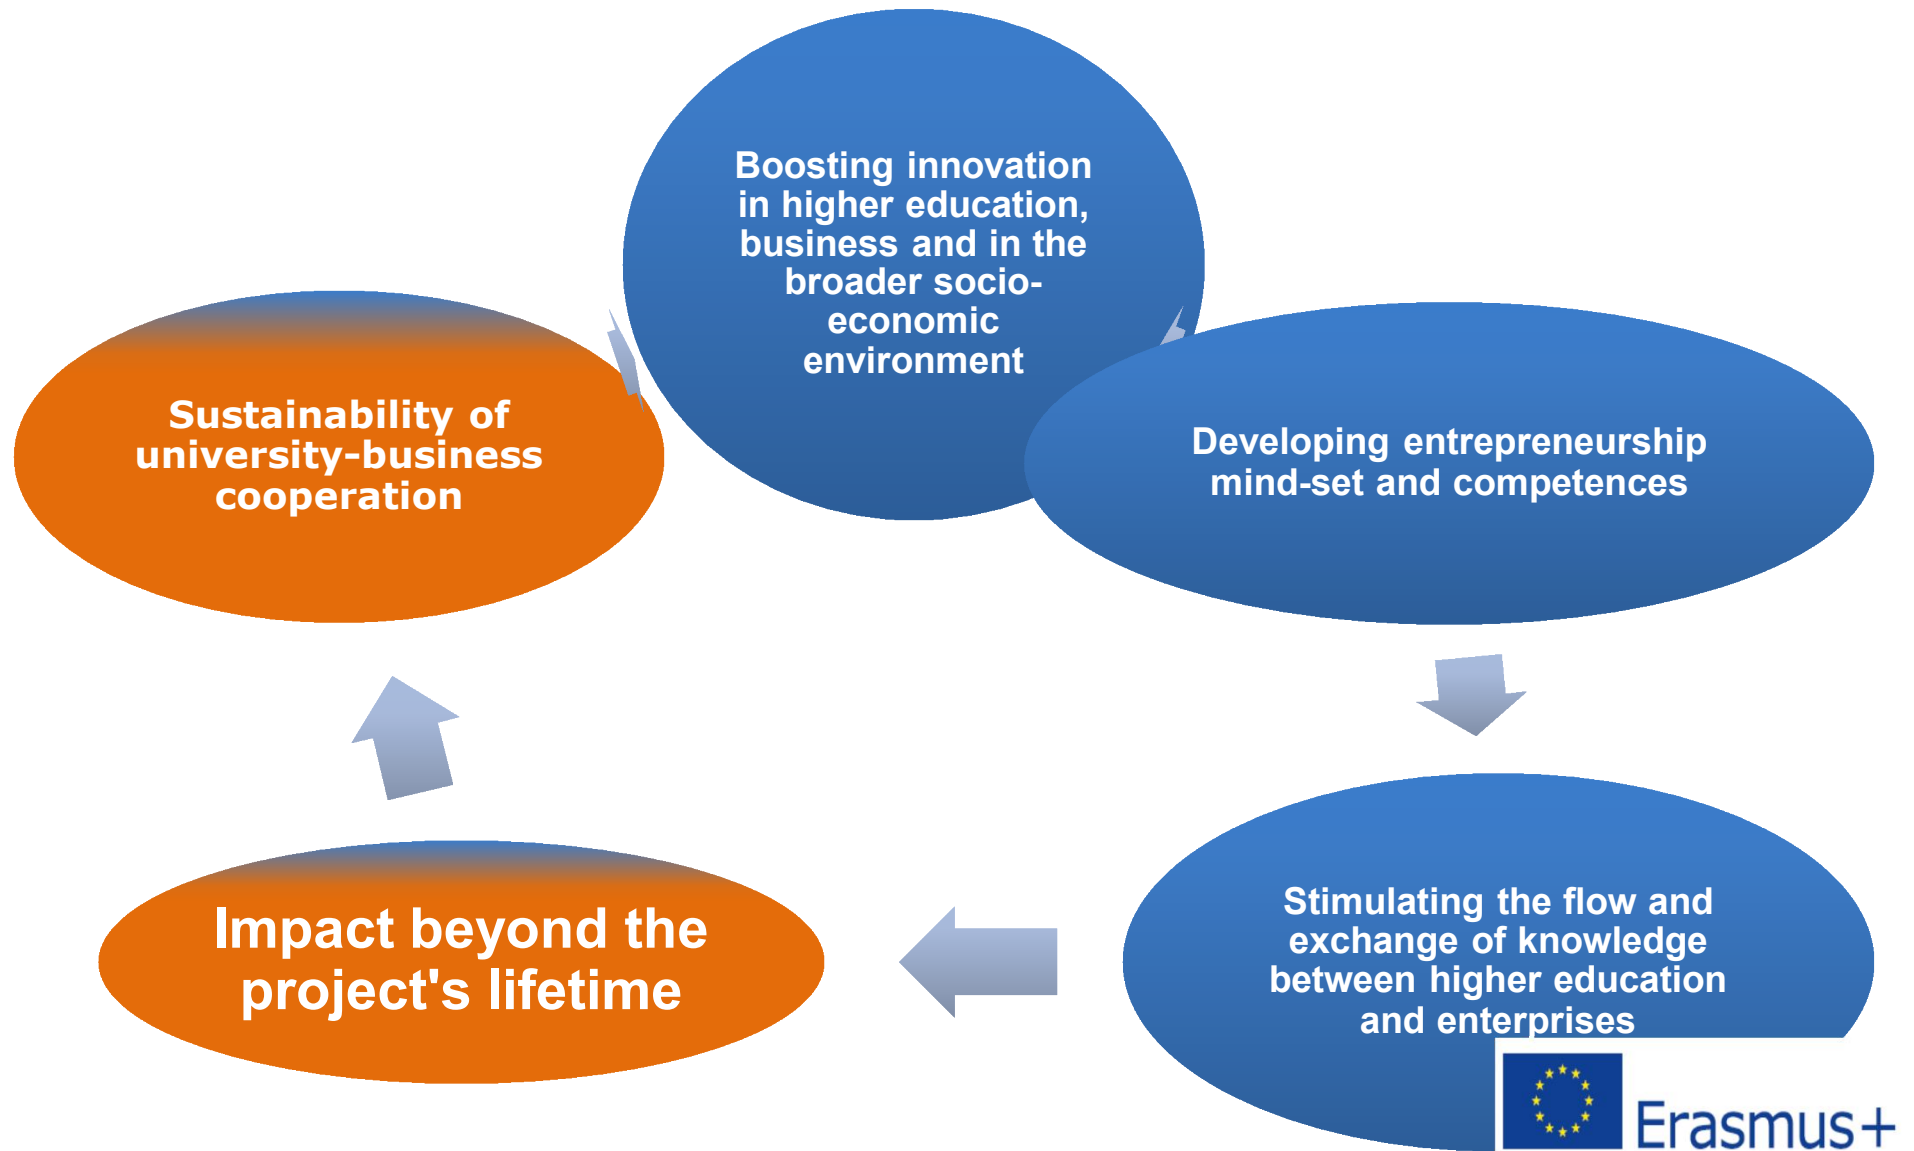 Boosting innovation
in higher education,
business and in the
broader socio-
economic
environment
Developing entrepreneurship
mind-set and competences
Stimulating the flow and
exchange of knowledge
between higher education
and enterprises
Impact beyond the
project's lifetime
Sustainability of
university-business
cooperation
Erasmus+